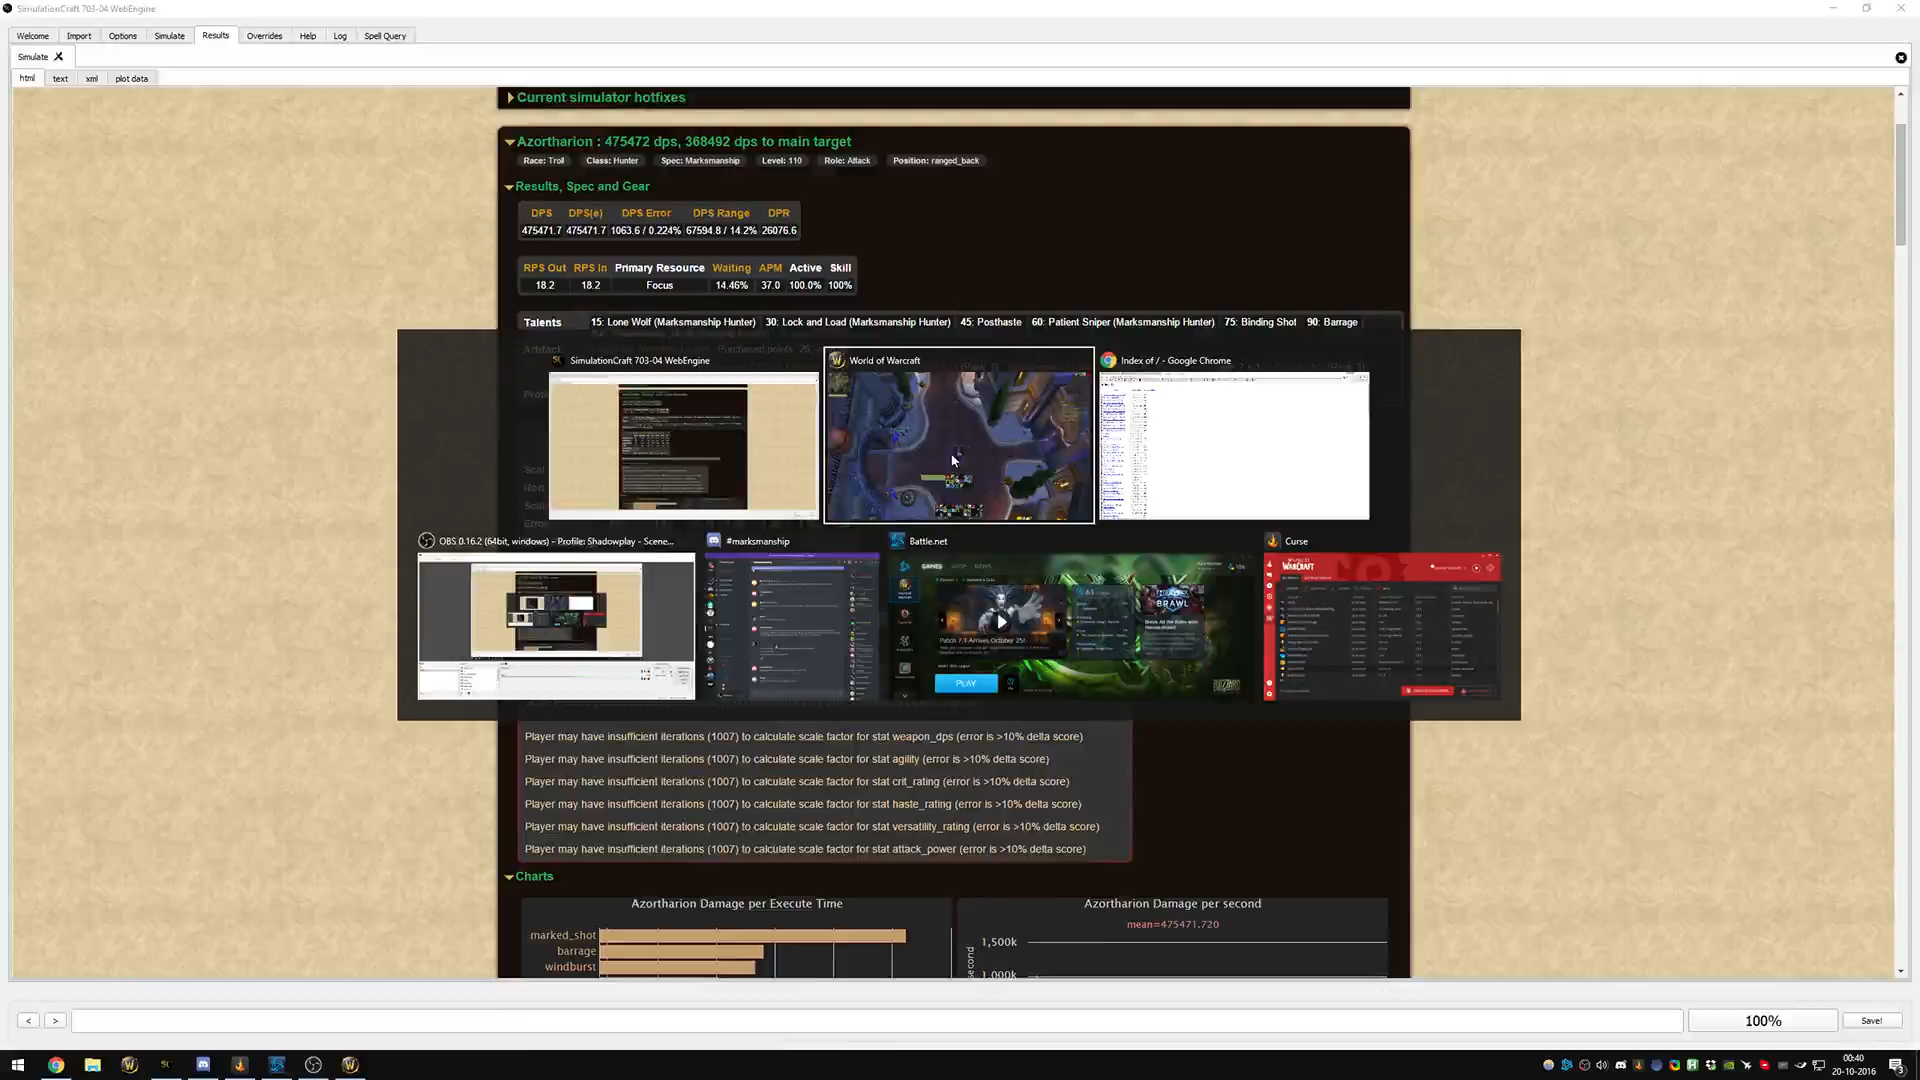 SimulationCraft 703-04 WebEngine
Welcome Import Options Simulate Results Overrides Help Log Spell Query
Simulate
html text xml plot data
Current simulator hotfixes
Azortharion : 475472 dps, 368492 dps to main target
Race: Troll Class: Hunter Spec: Marksmanship Level: 110 Role: Attack Position: ranged_back
Results, Spec and Gear
DPS DPS(e) DPS Error DPS Range DPR
475471.7 475471.7 1063.6 / 0.224% 67594.8 / 14.2% 26076.6
RPS Out RPS In Primary Resource Waiting APM Active Skill
18.2 18.2 Focus 14.46% 37.0 100.0% 100%
Talents 15: Lone Wolf (Marksmanship Hunter) 30: Lock and Load (Marksmanship Hunter) 45: Posthaste 60: Patient Sniper (Marksmanship Hunter) 75: Binding Shot 90: Barrage
SimulationCraft 703-04 WebEngine World of Warcraft Index of / - Google Chrome
OBS 0.16.2 (64bit, windows) - Profile: Shadowplay - Scene... #marksmanship Battle.net Curse
GAMES SHOP NEWS
BRAWL
Patch 7.1 Arrives October 25!
PLAY
WARCRAFT
Player may have insufficient iterations (1007) to calculate scale factor for stat weapon_dps (error is >10% delta score)
Player may have insufficient iterations (1007) to calculate scale factor for stat agility (error is >10% delta score)
Player may have insufficient iterations (1007) to calculate scale factor for stat crit_rating (error is >10% delta score)
Player may have insufficient iterations (1007) to calculate scale factor for stat haste_rating (error is >10% delta score)
Player may have insufficient iterations (1007) to calculate scale factor for stat versatility_rating (error is >10% delta score)
Player may have insufficient iterations (1007) to calculate scale factor for stat attack_power (error is >10% delta score)
Charts
Azortharion Damage per Execute Time
marked_shot
barrage
windburst
Azortharion Damage per second
mean=475471.720
1,500k
1,000k
second
< > 100% Save!
00:40
20-10-2016